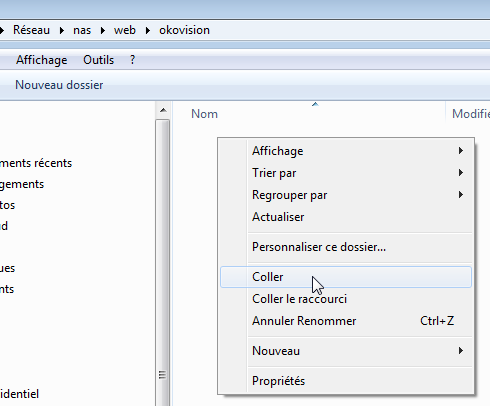 Réseau nas web okovision
Affichage Outils ?
Nouveau dossier
Nom Modifié
ments récents
gements
tos
d
ues
nts
identiel
Affichage
Trier par
Regrouper par
Actualiser
Personnaliser ce dossier...
Coller
Coller le raccourci
Annuler Renommer Ctrl+Z
Nouveau
Propriétés